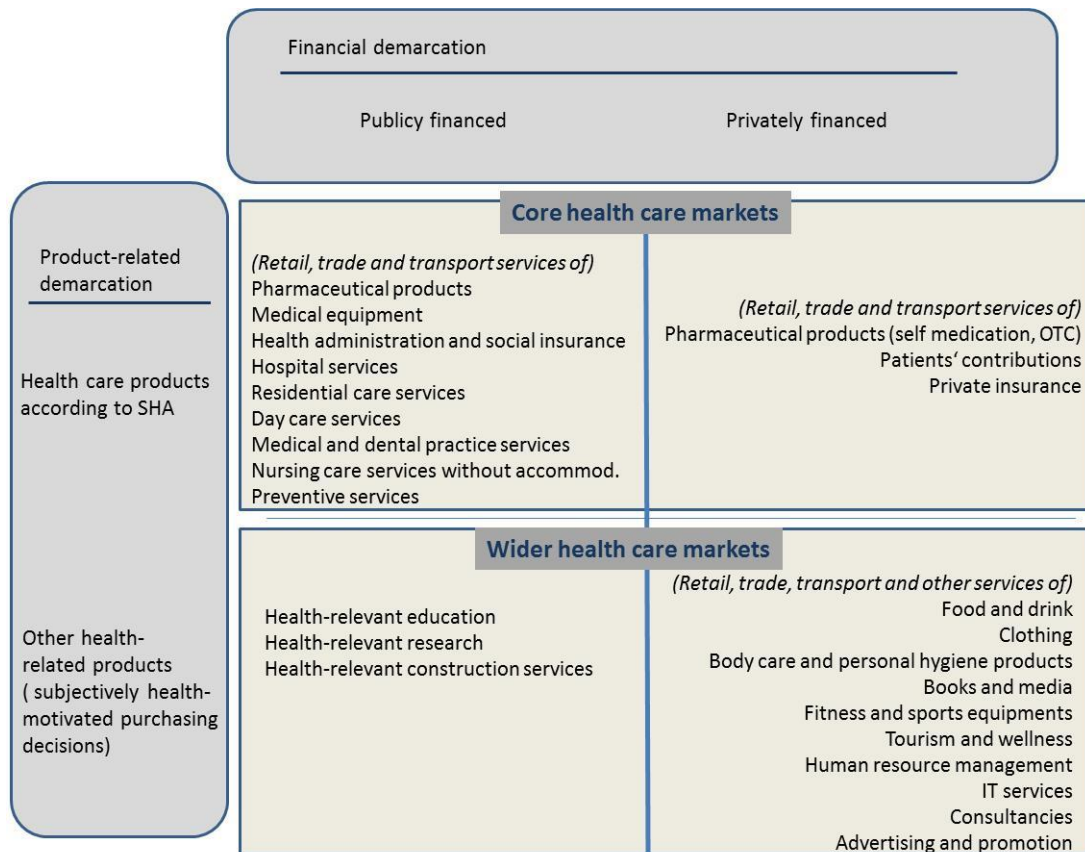 Financial demarcation
Publicy financed
Privately financed
Product-related
demarcation
Health care products
according to SHA
Other health-
related products
( subjectively health-
motivated purchasing
decisions)
Core health care markets
(Retail, trade and transport services of)
Pharmaceutical products
Medical equipment
Health administration and social insurance
Hospital services
Residential care services
Day care services
Medical and dental practice services
Nursing care services without accommod.
Preventive services
(Retail, trade and transport services of)
Pharmaceutical products (self medication, OTC)
Patients‘ contributions
Private insurance
Wider health care markets
Health-relevant education
Health-relevant research
Health-relevant construction services
(Retail, trade, transport and other services of)
Food and drink
Clothing
Body care and personal hygiene products
Books and media
Fitness and sports equipments
Tourism and wellness
Human resource management
IT services
Consultancies
Advertising and promotion